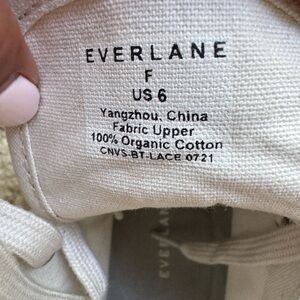 EVERLANE
F
US 6
Yangzhou, China
Fabric Upper
100% Organic Cotton
CNVS-BT-LACE 0721
EVERLANE